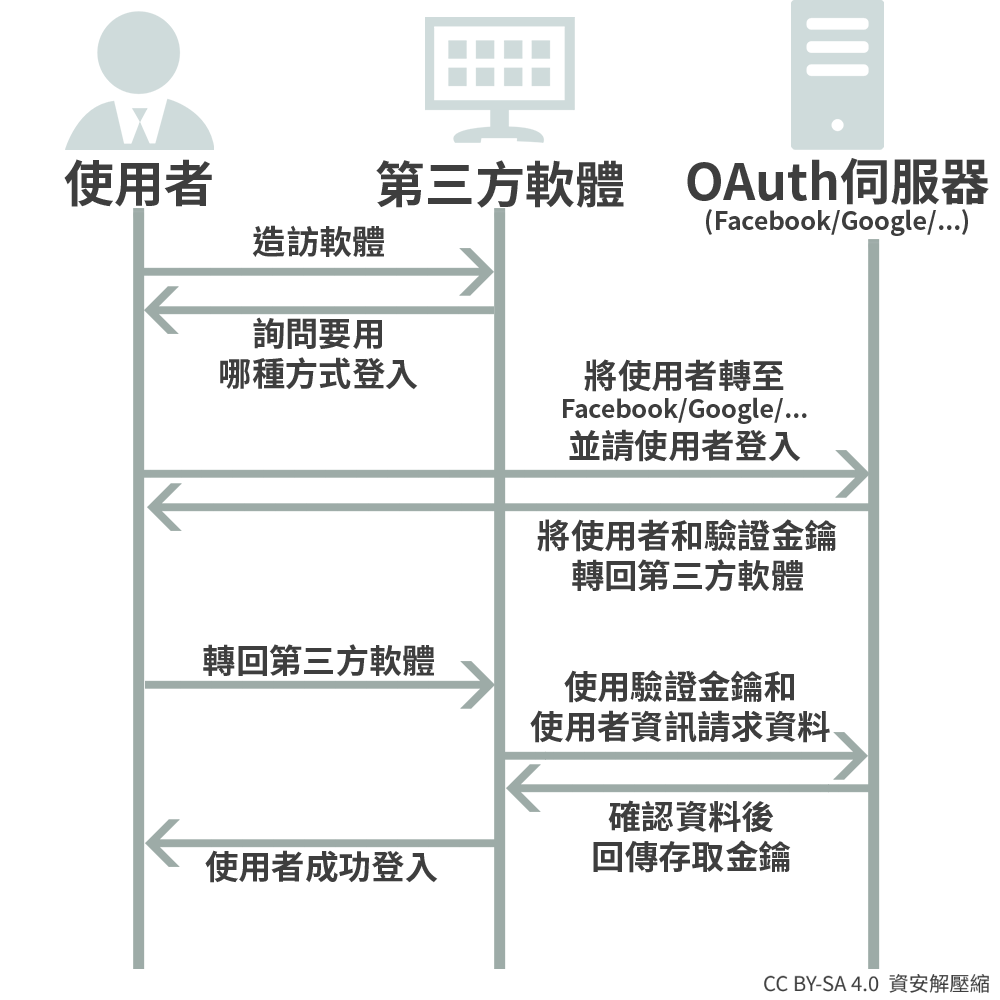 使用者
第三方軟體
OAuth伺服器
(Facebook/Google/...)
造訪軟體
詢問要用
哪種方式登入
將使用者轉至
Facebook/Google/...
並請使用者登入
將使用者和驗證金鑰
轉回第三方軟體
轉回第三方軟體
使用驗證金鑰和
使用者資訊請求資料
確認資料後
回傳存取金鑰
使用者成功登入
CC BY-SA 4.0 資安解壓縮